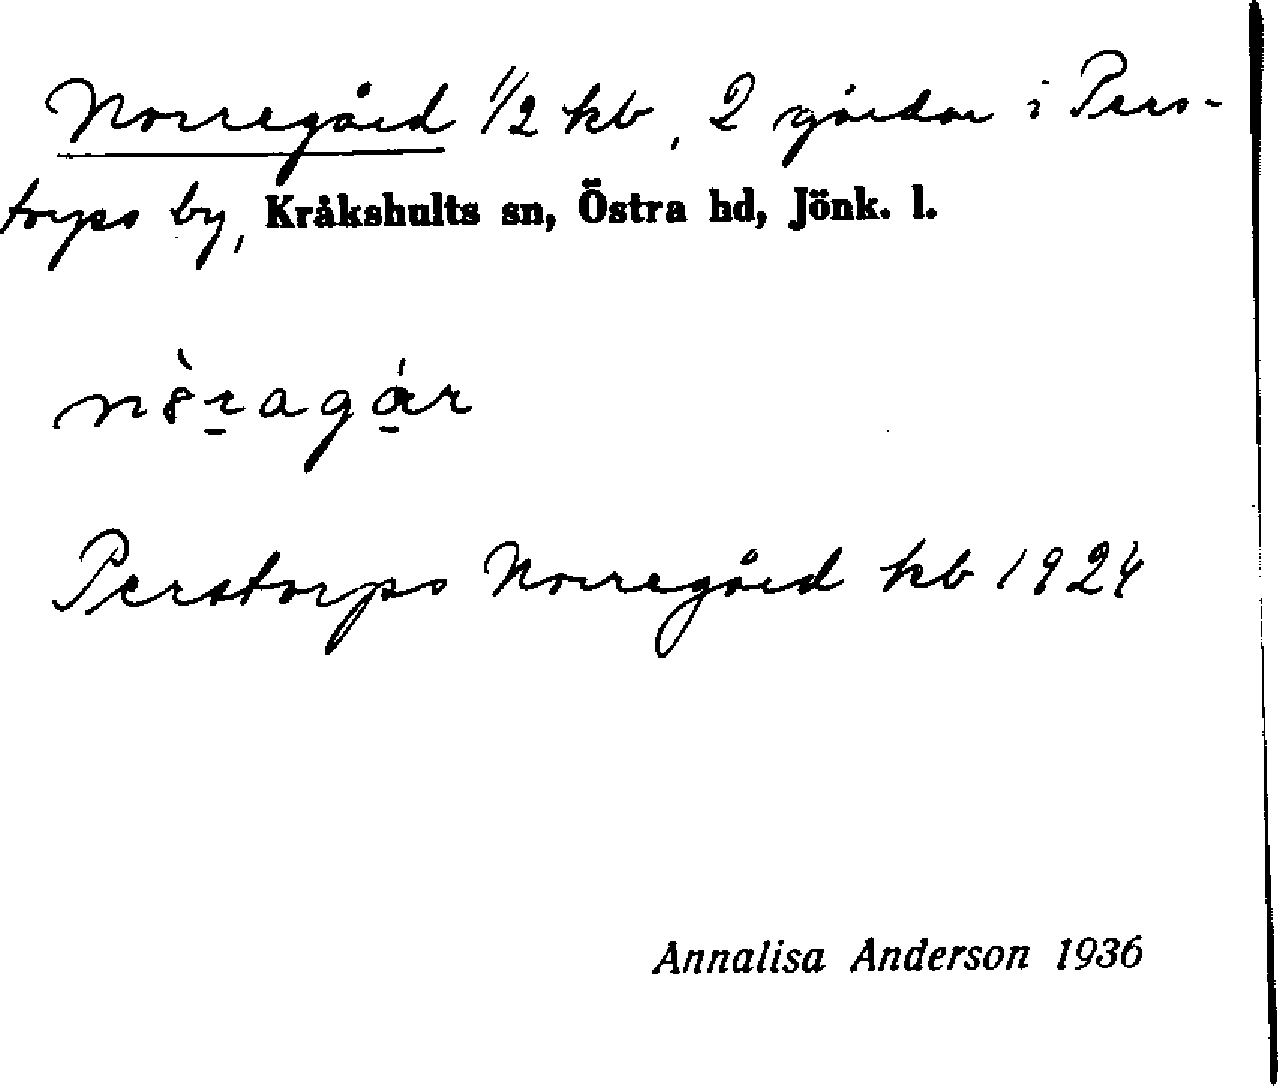 Norregård 1/2 kb, 2 gårdar i Pers-
torps by, Kråkshults sn, Östra hd, Jönk. l.
Perstorps Norregård kb 1924
Annalisa Anderson 1936